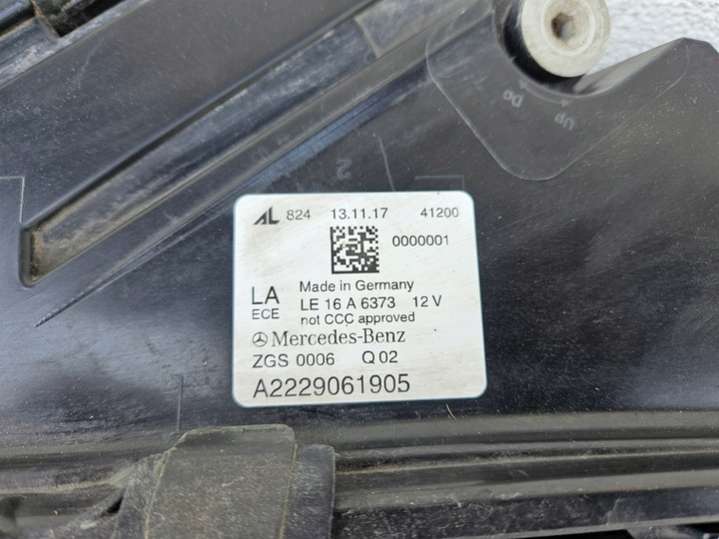 Up Do
2
AL 824 13.11.17 41200
0000001
Made in Germany
LA LE 16 A 6373 12 V
ECE not CCC approved
Mercedes-Benz
ZGS 0006 Q 02
A2229061905